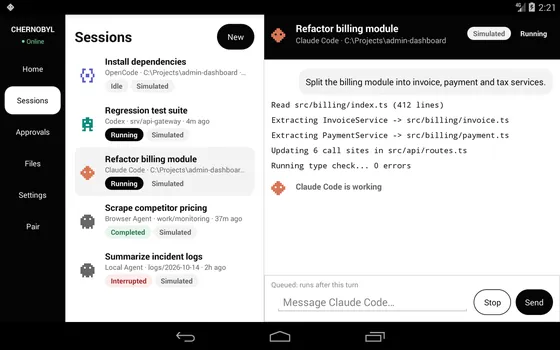 2:21
CHERNOBYL
Online
Home
Sessions
Approvals
Files
Settings
Pair
Sessions
New
Install dependencies
OpenCode · C:\Projects\admin-dashboard ·...
Idle
Simulated
Regression test suite
Codex · src/api-gateway · 4m ago
Running
Simulated
Refactor billing module
Claude Code · C:\Projects\admin-dashboar...
Running
Simulated
Scrape competitor pricing
Browser Agent · work/monitoring · 37m ago
Completed
Simulated
Summarize incident logs
Local Agent · logs/2026-10-14 · 2h ago
Interrupted
Simulated
Refactor billing module
Claude Code · C:\Projects\admin-dashboard
Simulated
Running
Split the billing module into invoice, payment and tax services.
Read src/billing/index.ts (412 lines)
Extracting InvoiceService -> src/billing/invoice.ts
Extracting PaymentService -> src/billing/payment.ts
Updating 6 call sites in src/api/routes.ts
Running type check... 0 errors
Claude Code is working
Queued: runs after this turn
Message Claude Code...
Stop
Send